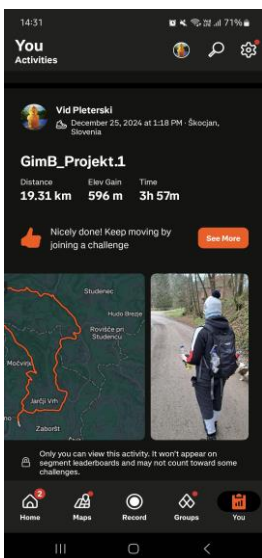 14:31
71%
You
Activities
Vid Pleterski
December 25, 2024 at 1:18 PM · Škocjan,
Slovenia
GimB_Projekt.1
Distance
Elev Gain
Time
19.31 km
596 m
3h 57m
Nicely done! Keep moving by
joining a challenge
See More
Studenec
Hudo Breze
Rovišče pri
Studencu
Močvirje
Jarčji Vrh
Zaboršt
Only you can view this activity. It won't appear on
segment leaderboards and may not count toward some
challenges.
2
Home
Maps
Record
Groups
You